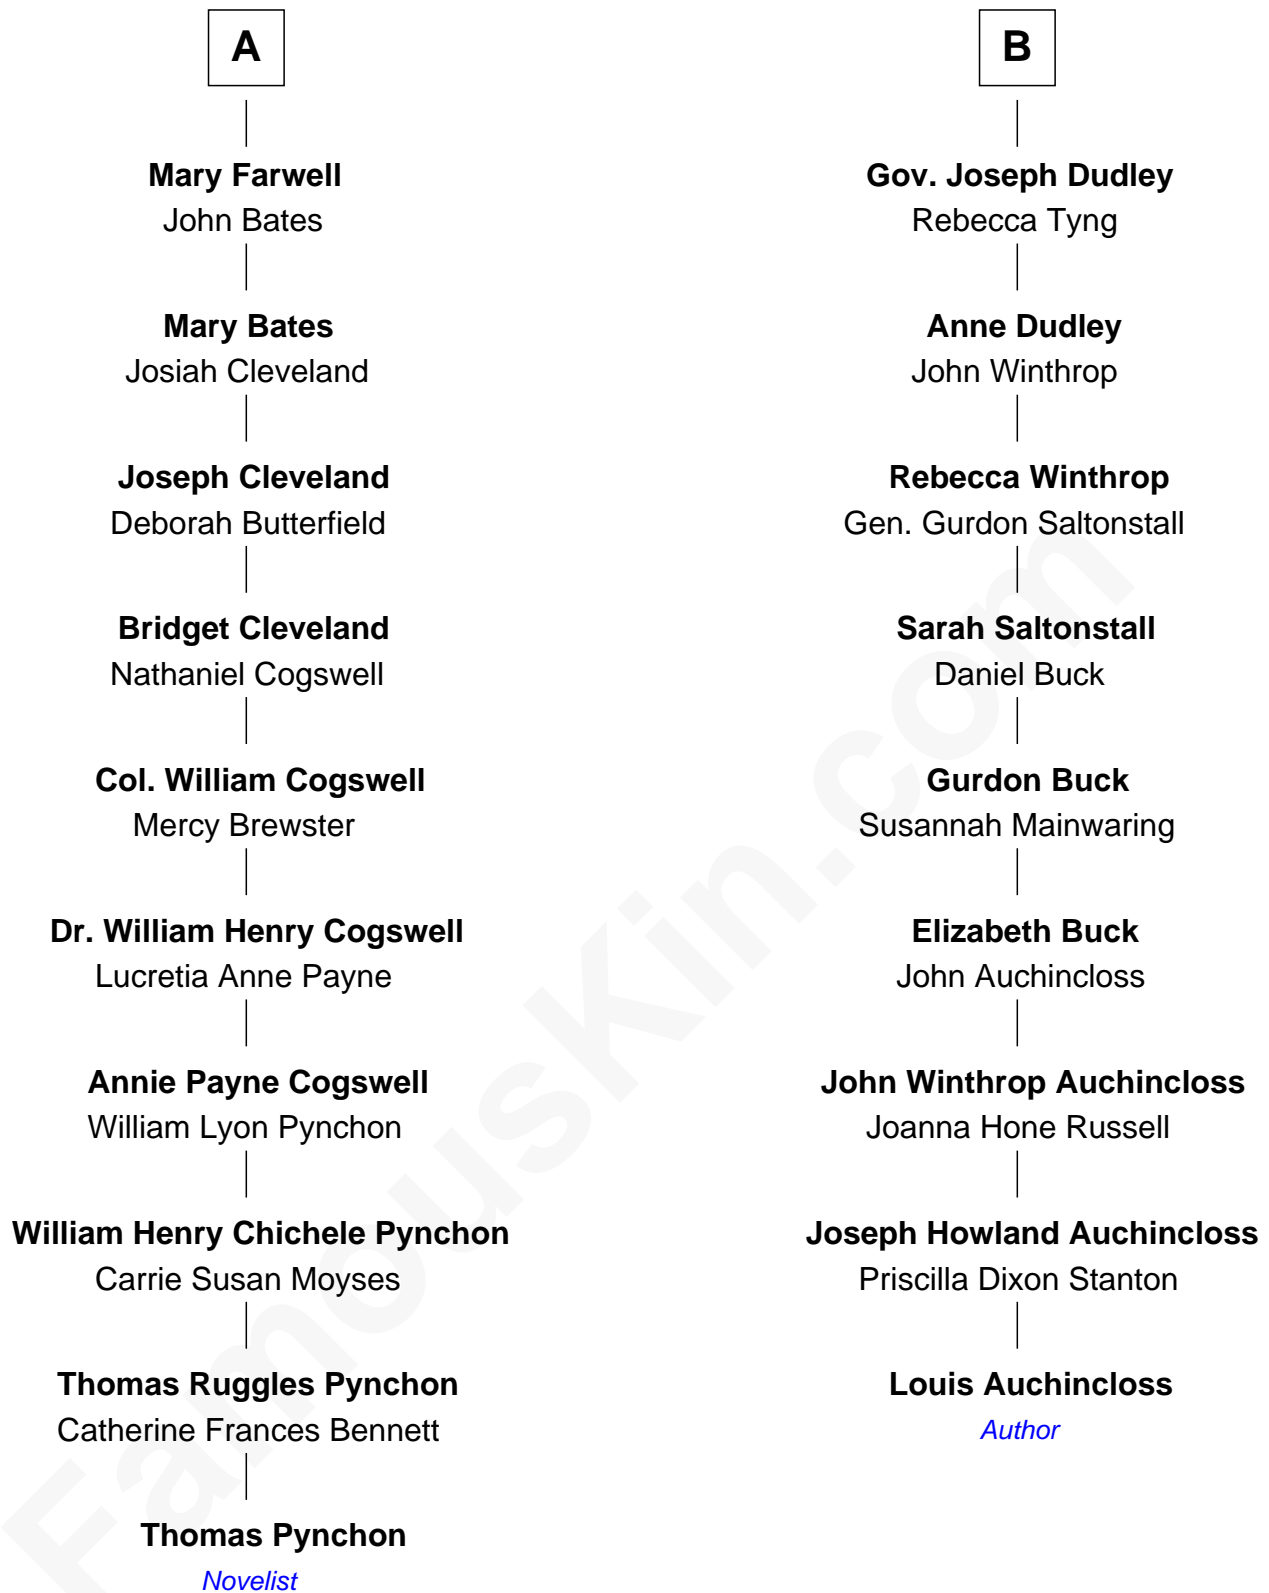 A
Mary Farwell
John Bates
Mary Bates
Josiah Cleveland
Joseph Cleveland
Deborah Butterfield
Bridget Cleveland
Nathaniel Cogswell
Col. William Cogswell
Mercy Brewster
Dr. William Henry Cogswell
Lucretia Anne Payne
Annie Payne Cogswell
William Lyon Pynchon
William Henry Chichele Pynchon
Carrie Susan Moyses
Thomas Ruggles Pynchon
Catherine Frances Bennett
Thomas Pynchon
Novelist
B
Gov. Joseph Dudley
Rebecca Tyng
Anne Dudley
John Winthrop
Rebecca Winthrop
Gen. Gurdon Saltonstall
Sarah Saltonstall
Daniel Buck
Gurdon Buck
Susannah Mainwaring
Elizabeth Buck
John Auchincloss
John Winthrop Auchincloss
Joanna Hone Russell
Joseph Howland Auchincloss
Priscilla Dixon Stanton
Louis Auchincloss
Author
FamousKin.com